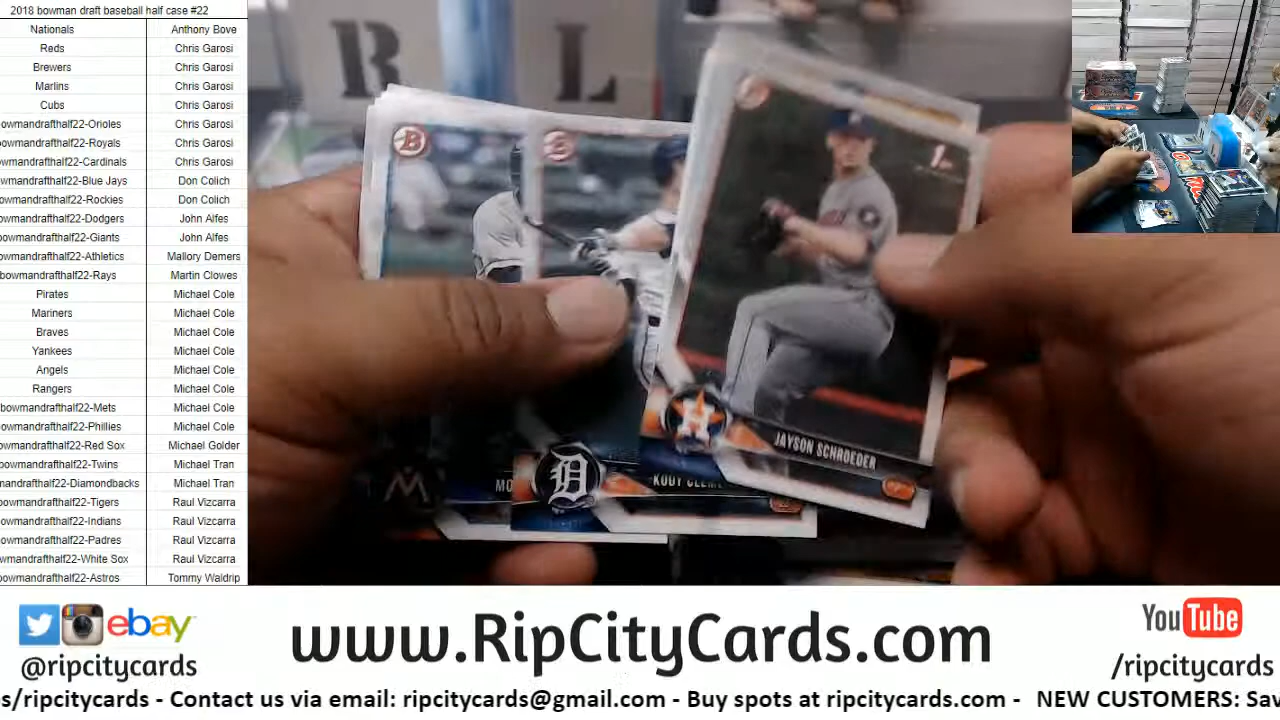 2018 bowman draft baseball half case #22
Nationals Anthony Bove
Reds Chris Garosi
Brewers Chris Garosi
Marlins Chris Garosi
Cubs Chris Garosi
owmandrafthalf22-Orioles Chris Garosi
bowmandrafthalf22-Royals Chris Garosi
owmandrafthalf22-Cardinals Chris Garosi
owmandrafthalf22-Blue Jays Don Colich
owmandrafthalf22-Rockies Don Colich
owmandrafthalf22-Dodgers John Alfes
bowmandrafthalf22-Giants John Alfes
owmandrafthalf22-Athletics Mallory Demers
bowmandrafthalf22-Rays Martin Clowes
Pirates Michael Cole
Mariners Michael Cole
Braves Michael Cole
Yankees Michael Cole
Angels Michael Cole
Rangers Michael Cole
bowmandrafthalf22-Mets Michael Cole
owmandrafthalf22-Phillies Michael Cole
owmandrafthalf22-Red Sox Michael Golder
owmandrafthalf22-Twins Michael Tran
mandrafthalf22-Diamondbacks Michael Tran
owmandrafthalf22-Tigers Raul Vizcarra
owmandrafthalf22-Indians Raul Vizcarra
owmandrafthalf22-Padres Raul Vizcarra
wmandrafthalf22-White Sox Raul Vizcarra
owmandrafthalf22-Astros Tommy Waldrip
B L
B
1st
D
MO
KODY CLEM
JAYSON SCHROEDER
ebay
@ripcitycards
www.RipCityCards.com
YouTube
/ripcitycards
es/ripcitycards - Contact us via email: ripcitycards@gmail.com - Buy spots at ripcitycards.com - NEW CUSTOMERS: Sav